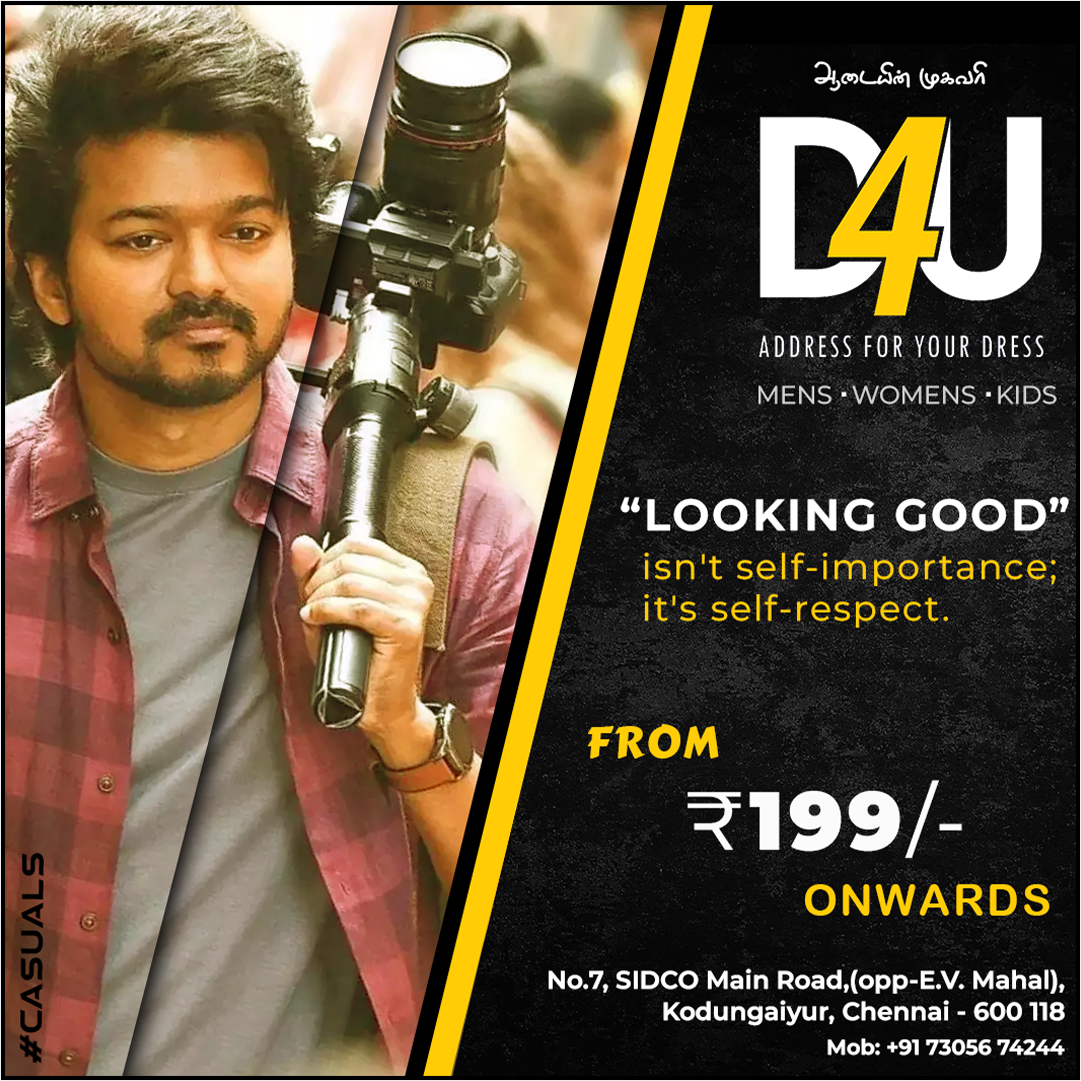 ஆடையின் முகவரி
D4U
ADDRESS FOR YOUR DRESS
MENS · WOMENS · KIDS
“LOOKING GOOD”
isn't self-importance;
it's self-respect.
FROM
₹199/-
ONWARDS
No.7, SIDCO Main Road,(opp-E.V. Mahal),
Kodungaiyur, Chennai - 600 118
Mob: +91 73056 74244
#CASUALS